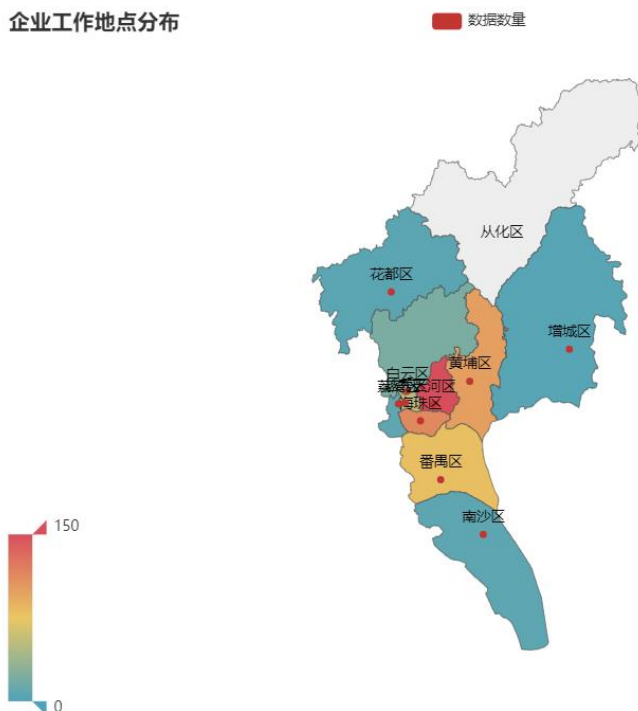 企业工作地点分布
数据数量
从化区
花都区
增城区
黄埔区
白云区
天河区
海珠区
番禺区
南沙区
150
0